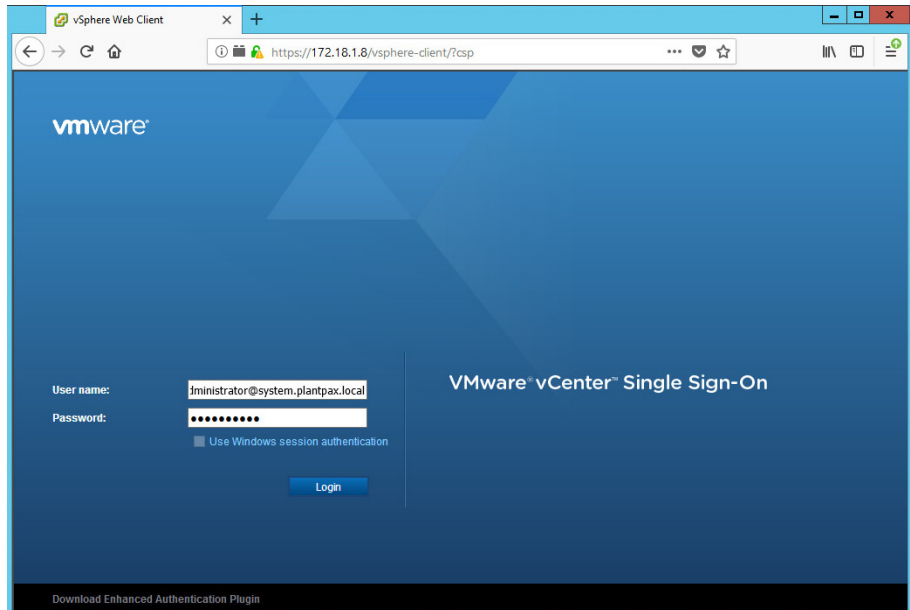 vSphere Web Client
https://172.18.1.8/vsphere-client/?csp
vmware
User name:
dministrator@system.plantpax.local
VMware® vCenter™ Single Sign-On
Password:
Use Windows session authentication
Login
Download Enhanced Authentication Plugin